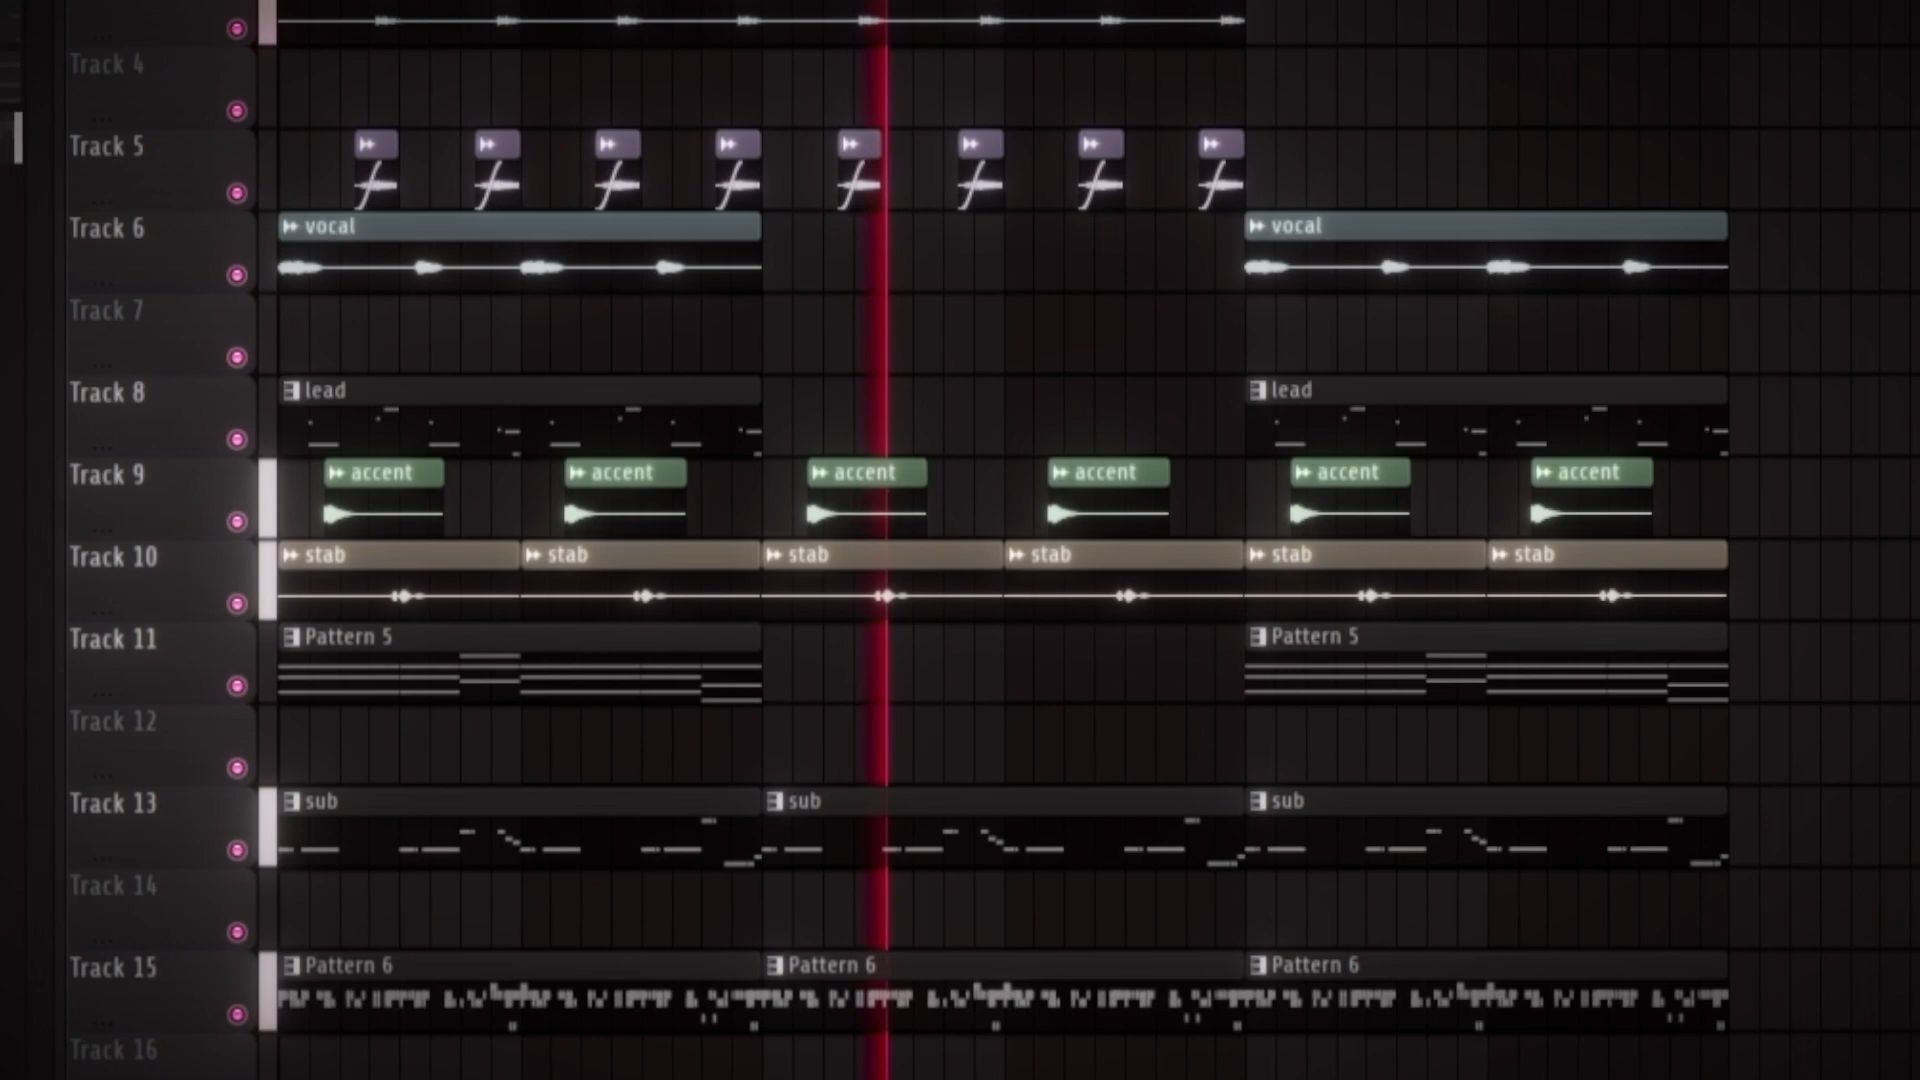 Track 4
Track 5
Track 6 vocal vocal
Track 7
Track 8 lead lead
Track 9 accent accent accent accent accent accent
Track 10 stab stab stab stab stab stab
Track 11 Pattern 5 Pattern 5
Track 12
Track 13 sub sub sub
Track 14
Track 15 Pattern 6 Pattern 6 Pattern 6
Track 16